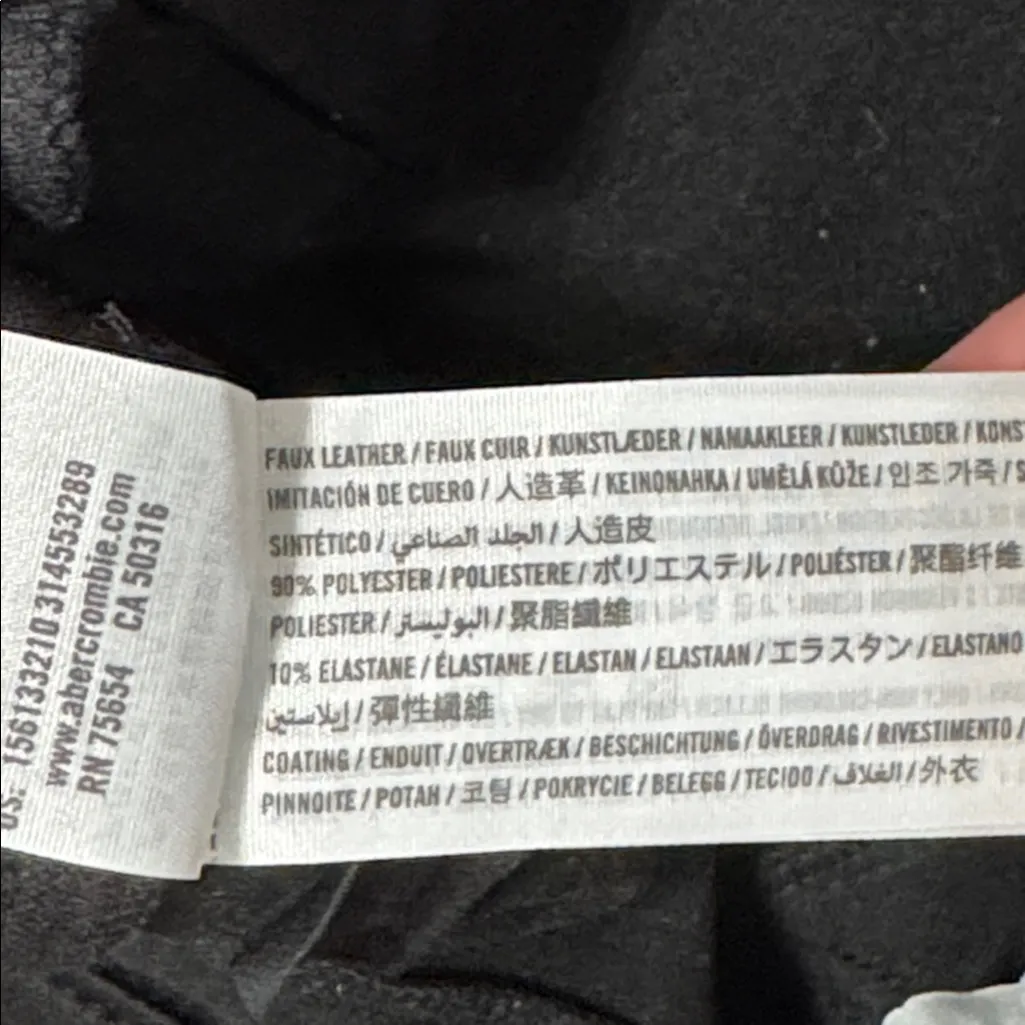 US: 1561332103145532​89
www.abercrombie.com
RN 75654 CA 50316
FAUX LEATHER / FAUX CUIR / KUNSTLÆDER / NAMAAKLEER / KUNSTLEDER / KONS
IMITACIÓN DE CUERO / 人造革 / KEINONAHKA / UMĚLÁ KŮŽE / 인조 가죽 / S
SINTÉTICO / الجلد الصناعي / 人造皮
90% POLYESTER / POLIESTERE / ポリエステル / POLIÉSTER / 聚酯纤维
POLIESTER / البوليستر / 聚脂纖維
10% ELASTANE / ÉLASTANE / ELASTAN / ELASTAAN / エラスタン / ELASTANO
إيلاستين / 彈性纖維
COATING / ENDUIT / OVERTRÆK / BESCHICHTUNG / ÖVERDRAG / RIVESTIMENTO /
PINNOITE / POTAH / 코팅 / POKRYCIE / BELEGG / TECIDO / الغلاف / 外衣